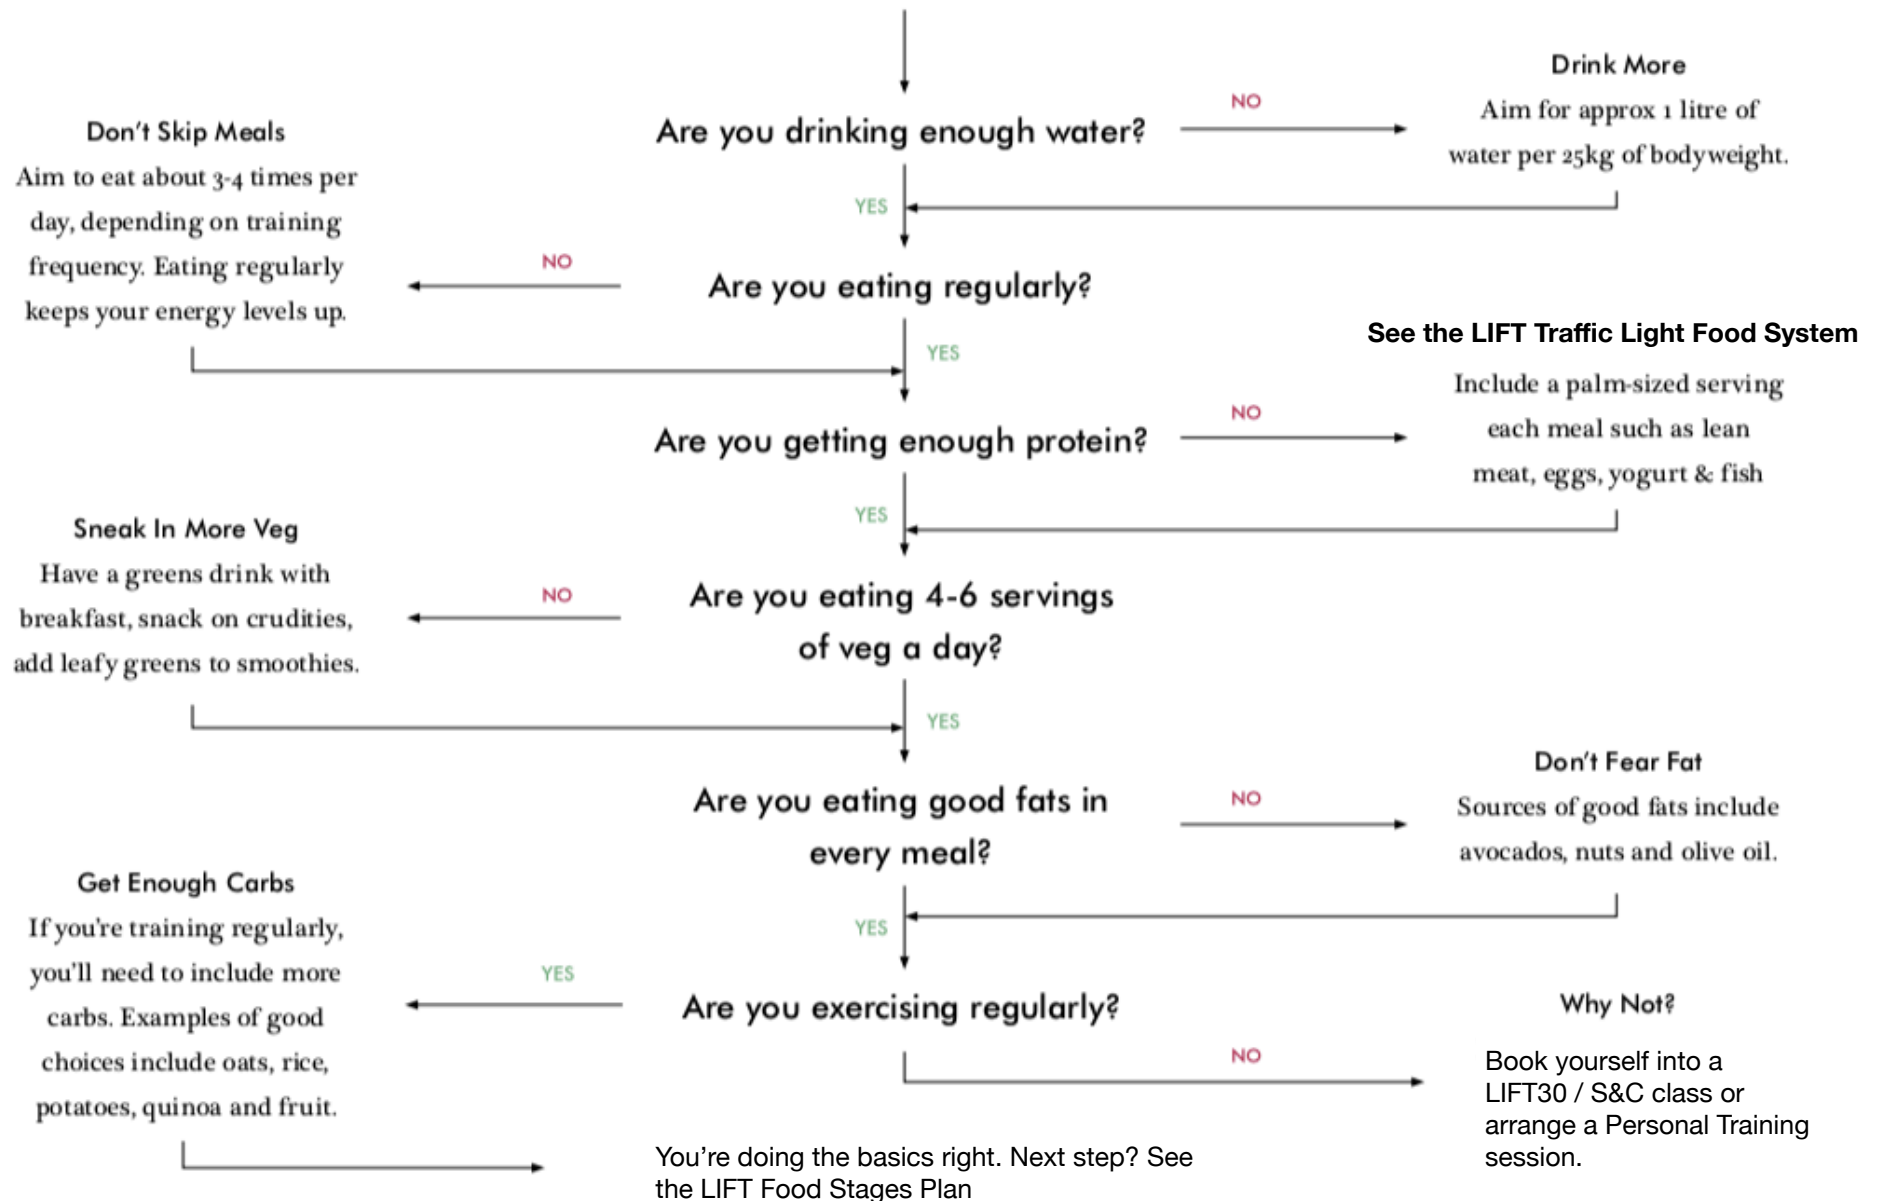 Are you drinking enough water?
NO
Drink More
Aim for approx 1 litre of
water per 25kg of bodyweight.
YES
Are you eating regularly?
NO
Don't Skip Meals
Aim to eat about 3-4 times per
day, depending on training
frequency. Eating regularly
keeps your energy levels up.
YES
Are you getting enough protein?
NO
See the LIFT Traffic Light Food System
Include a palm-sized serving
each meal such as lean
meat, eggs, yogurt & fish
YES
Are you eating 4-6 servings
of veg a day?
NO
Sneak In More Veg
Have a greens drink with
breakfast, snack on crudities,
add leafy greens to smoothies.
YES
Are you eating good fats in
every meal?
NO
Don't Fear Fat
Sources of good fats include
avocados, nuts and olive oil.
YES
Are you exercising regularly?
YES
Get Enough Carbs
If you're training regularly,
you'll need to include more
carbs. Examples of good
choices include oats, rice,
potatoes, quinoa and fruit.
NO
Why Not?
Book yourself into a
LIFT30 / S&C class or
arrange a Personal Training
session.
You're doing the basics right. Next step? See
the LIFT Food Stages Plan